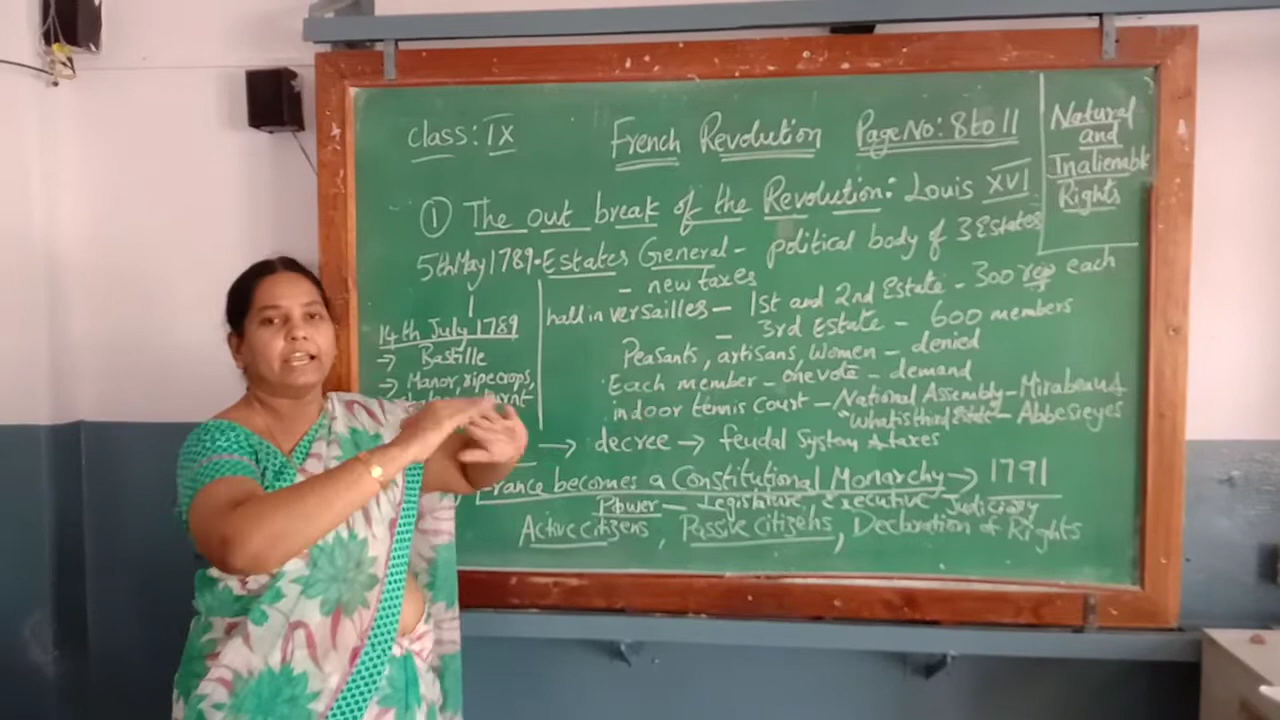 Class: IX
French Revolution
Page No: 8 to 11
Natural
and
Inalienable
Rights
① The out break of the Revolution: Louis XVI
5th May 1789 - Estates General - political body of 3 Estates
- new taxes
hall in versailles - 1st and 2nd Estate - 300 rep each
- 3rd Estate - 600 members
Peasants, artisans, Women - denied
Each member - one vote - demand
indoor tennis Court - National Assembly - Mirabeau
"What is third Estate - Abbesieyes
14th July 1789
→ Bastille
→ Manor, ripe crops,
burnt
→ decree → feudal System & taxes
France becomes a Constitutional Monarchy → 1791
Power - Legislature, Executive Judiciary
Active citizens, Passive citizens, Declaration of Rights